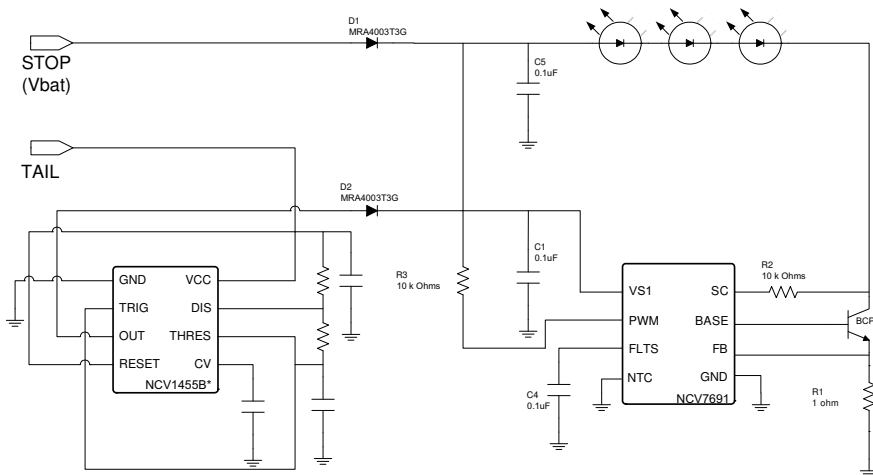 D1
MRA4003T3G
STOP
(Vbat)
C5
0.1uF
TAIL
D2
MRA4003T3G
C1
0.1uF
R3
10 k Ohms
R2
10 k Ohms
GND
VCC
TRIG
DIS
OUT
THRES
RESET
CV
NCV1455B*
VS1
SC
PWM
BASE
FLTS
FB
NTC
GND
NCV7691
BCP
C4
0.1uF
R1
1 ohm